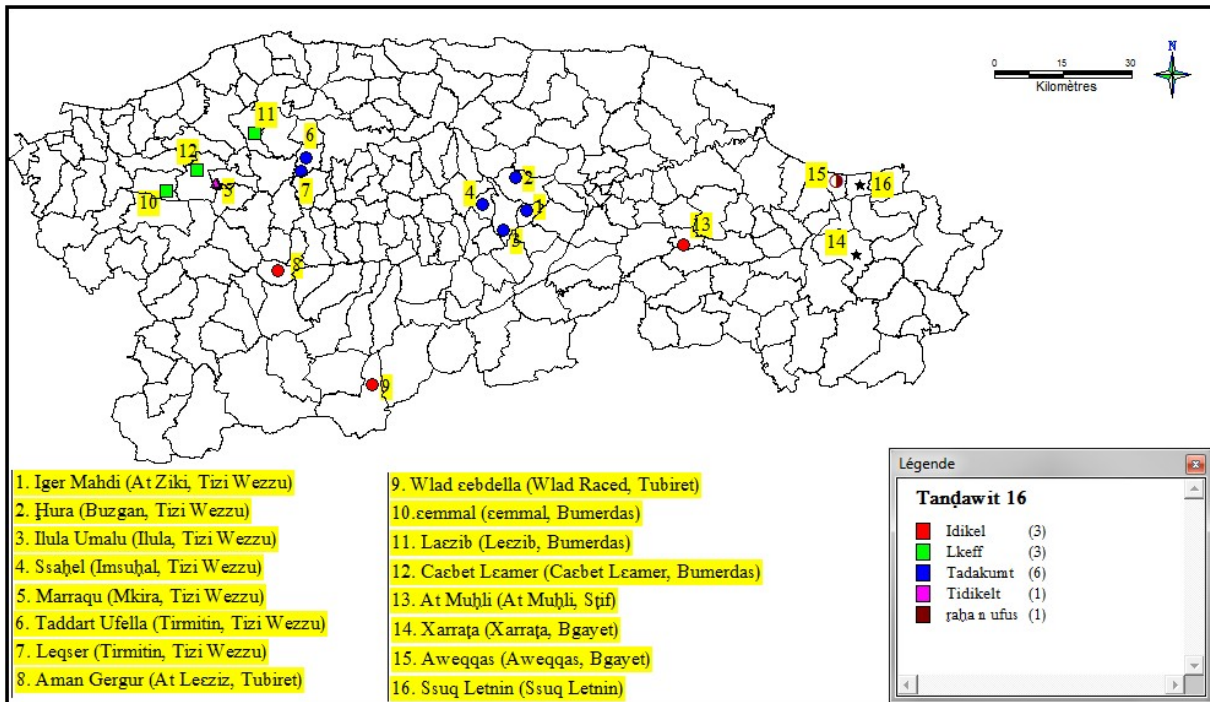 N
0 15 30
Kilomètres
11
6
12
7
5
10
4
2
1
3
15
16
13
14
8
9
1. Iger Mahdi (At Ziki, Tizi Wezzu)
2. Ḥura (Buzgan, Tizi Wezzu)
3. Ilula Umalu (Ilula, Tizi Wezzu)
4. Ssaḥel (Imsuḥal, Tizi Wezzu)
5. Marraqu (Mkira, Tizi Wezzu)
6. Taddart Ufella (Tirmitin, Tizi Wezzu)
7. Leqser (Tirmitin, Tizi Wezzu)
8. Aman Gergur (At Leɛziz, Tubiret)
9. Wlad ɛebdella (Wlad Raced, Tubiret)
10.ɛemmal (ɛemmal, Bumerdas)
11. Laɛzib (Leɛzib, Bumerdas)
12. Caɛbet Lɛamer (Caɛbet Lɛamer, Bumerdas)
13. At Muḥli (At Muḥli, Sṭif)
14. Xarraṭa (Xarraṭa, Bgayet)
15. Aweqqas (Aweqqas, Bgayet)
16. Ssuq Letnin (Ssuq Letnin)
Légende
Tanḍawit 16
Idikel (3)
Lkeff (3)
Tadakumt (6)
Tidikelt (1)
ṛaḥa n ufus (1)